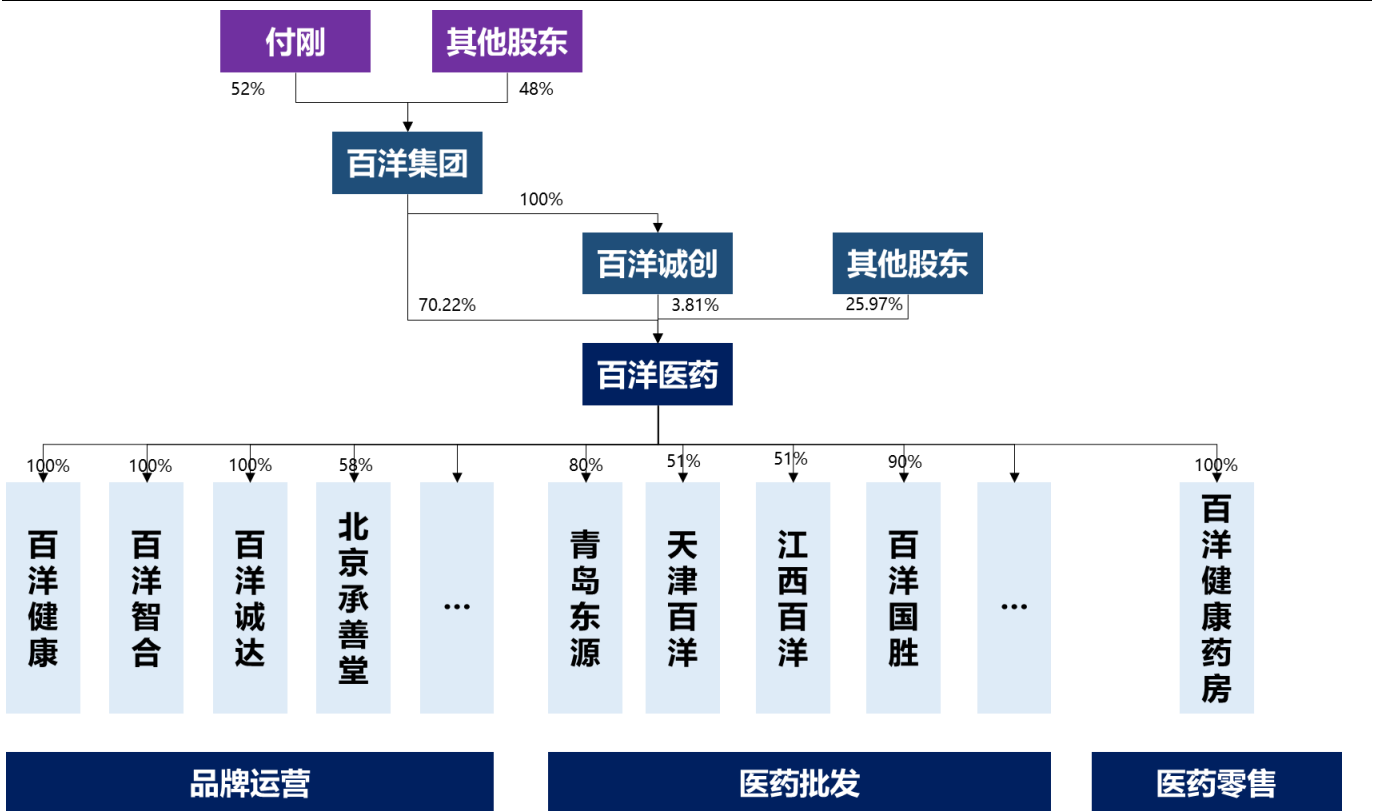 付刚
其他股东
52%
48%
百洋集团
100%
百洋诚创
其他股东
70.22%
3.81%
25.97%
百洋医药
100%
100%
100%
58%
80%
51%
51%
90%
100%
百洋健康
百洋智合
百洋诚达
北京承善堂
...
青岛东源
天津百洋
江西百洋
百洋国胜
...
百洋健康药房
品牌运营
医药批发
医药零售